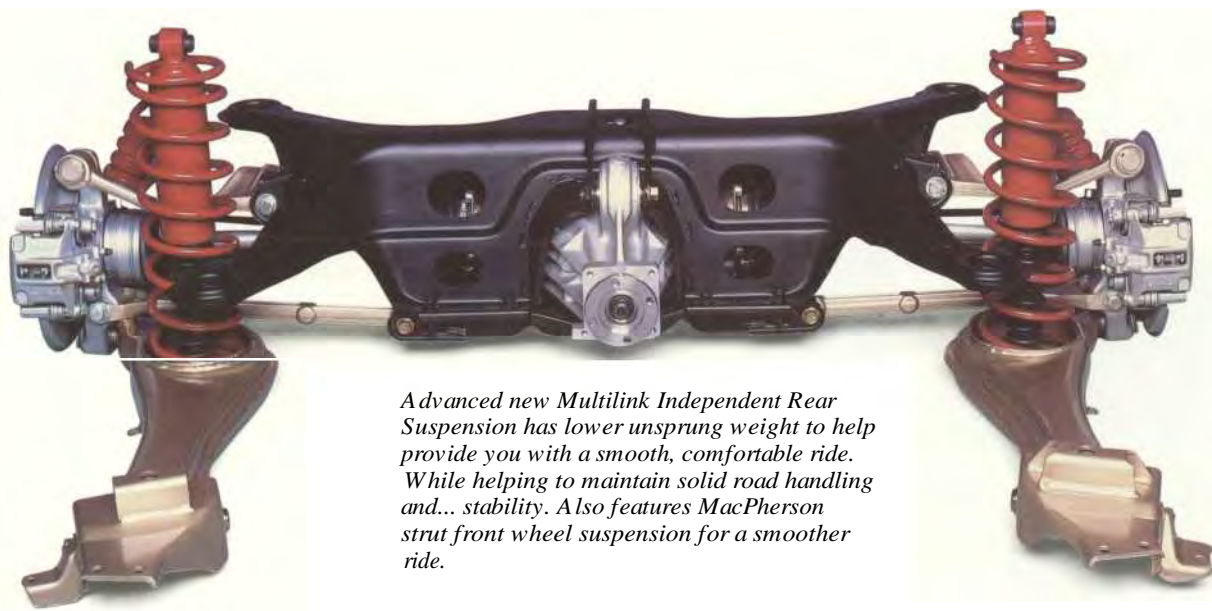 Advanced new Multilink Independent Rear
Suspension has lower unsprung weight to help
provide you with a smooth, comfortable ride.
While helping to maintain solid road handling
and... stability. Also features MacPherson
strut front wheel suspension for a smoother
ride.